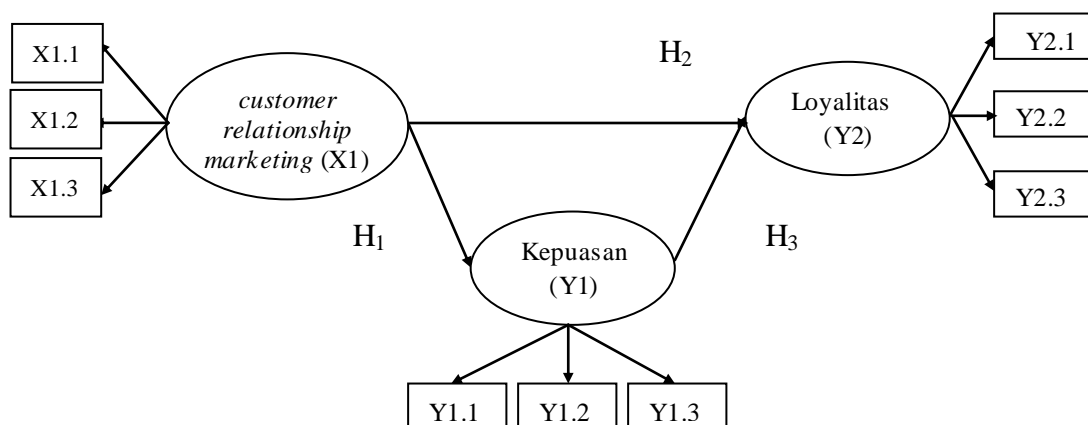 X1.1
X1.2
X1.3
customer
relationship
marketing (X1)
H2
Loyalitas
(Y2)
Y2.1
Y2.2
Y2.3
H1
Kepuasan
(Y1)
H3
Y1.1
Y1.2
Y1.3